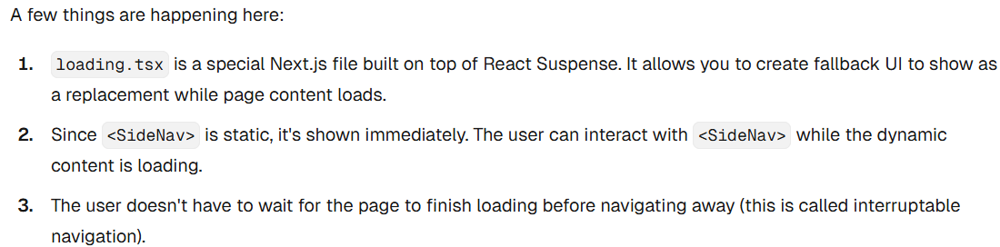 A few things are happening here:
1. loading.tsx is a special Next.js file built on top of React Suspense. It allows you to create fallback UI to show as
a replacement while page content loads.
2. Since <SideNav> is static, it's shown immediately. The user can interact with <SideNav> while the dynamic
content is loading.
3. The user doesn't have to wait for the page to finish loading before navigating away (this is called interruptable
navigation).